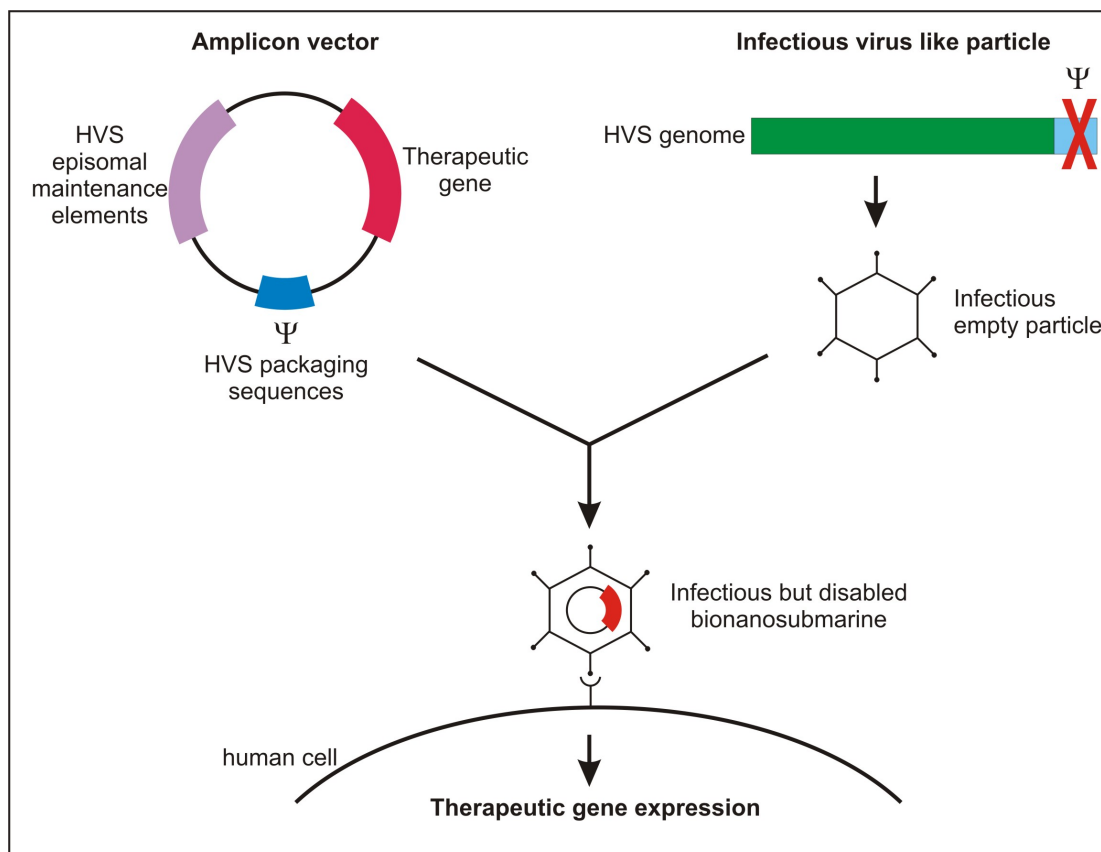 Amplicon vector
HVS
episomal
maintenance
elements
Therapeutic
gene
Ψ
HVS packaging
sequences
Infectious virus like particle
Ψ
HVS genome
Infectious
empty particle
Infectious but disabled
bionanosubmarine
human cell
Therapeutic gene expression